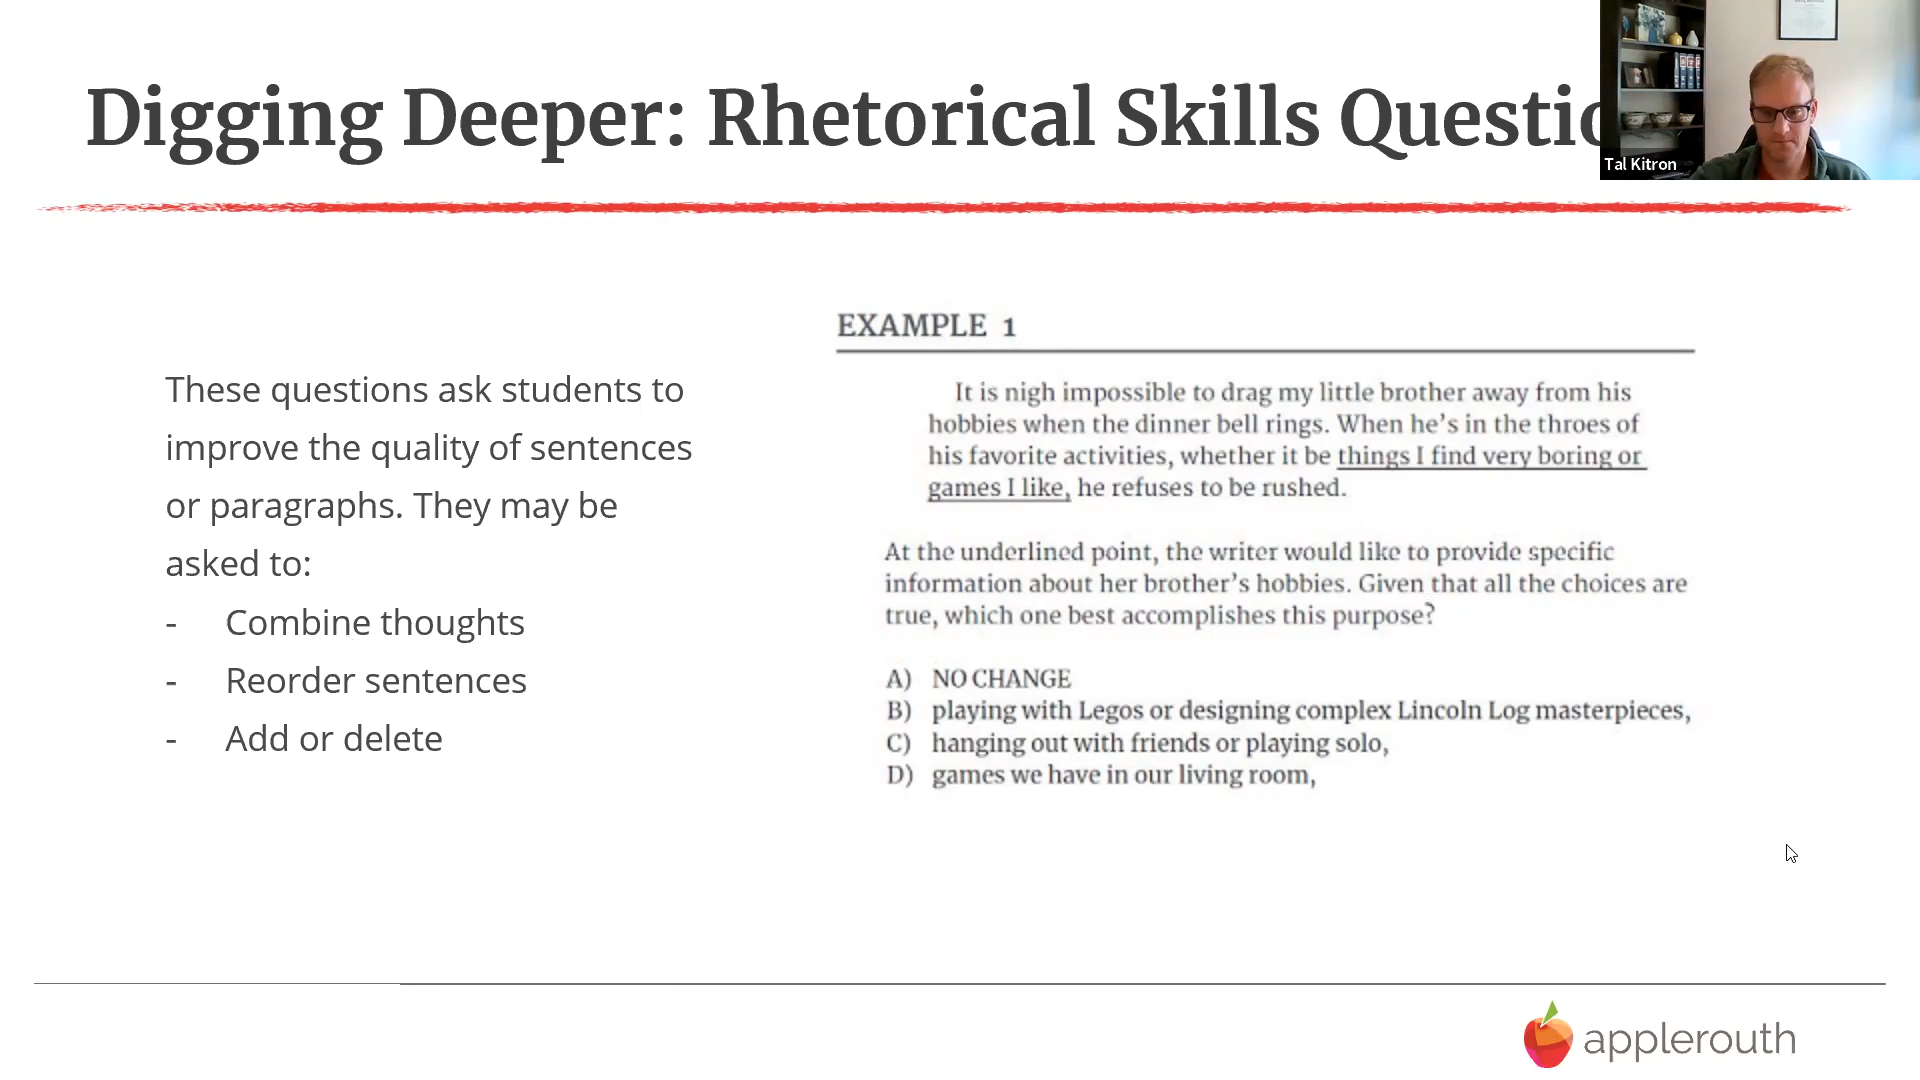 Digging Deeper: Rhetorical Skills Questio
Tal Kitron
These questions ask students to
improve the quality of sentences
or paragraphs. They may be
asked to:
- Combine thoughts
- Reorder sentences
- Add or delete
EXAMPLE 1
It is nigh impossible to drag my little brother away from his
hobbies when the dinner bell rings. When he's in the throes of
his favorite activities, whether it be things I find very boring or
games I like, he refuses to be rushed.
At the underlined point, the writer would like to provide specific
information about her brother's hobbies. Given that all the choices are
true, which one best accomplishes this purpose?
A) NO CHANGE
B) playing with Legos or designing complex Lincoln Log masterpieces,
C) hanging out with friends or playing solo,
D) games we have in our living room,
applerouth